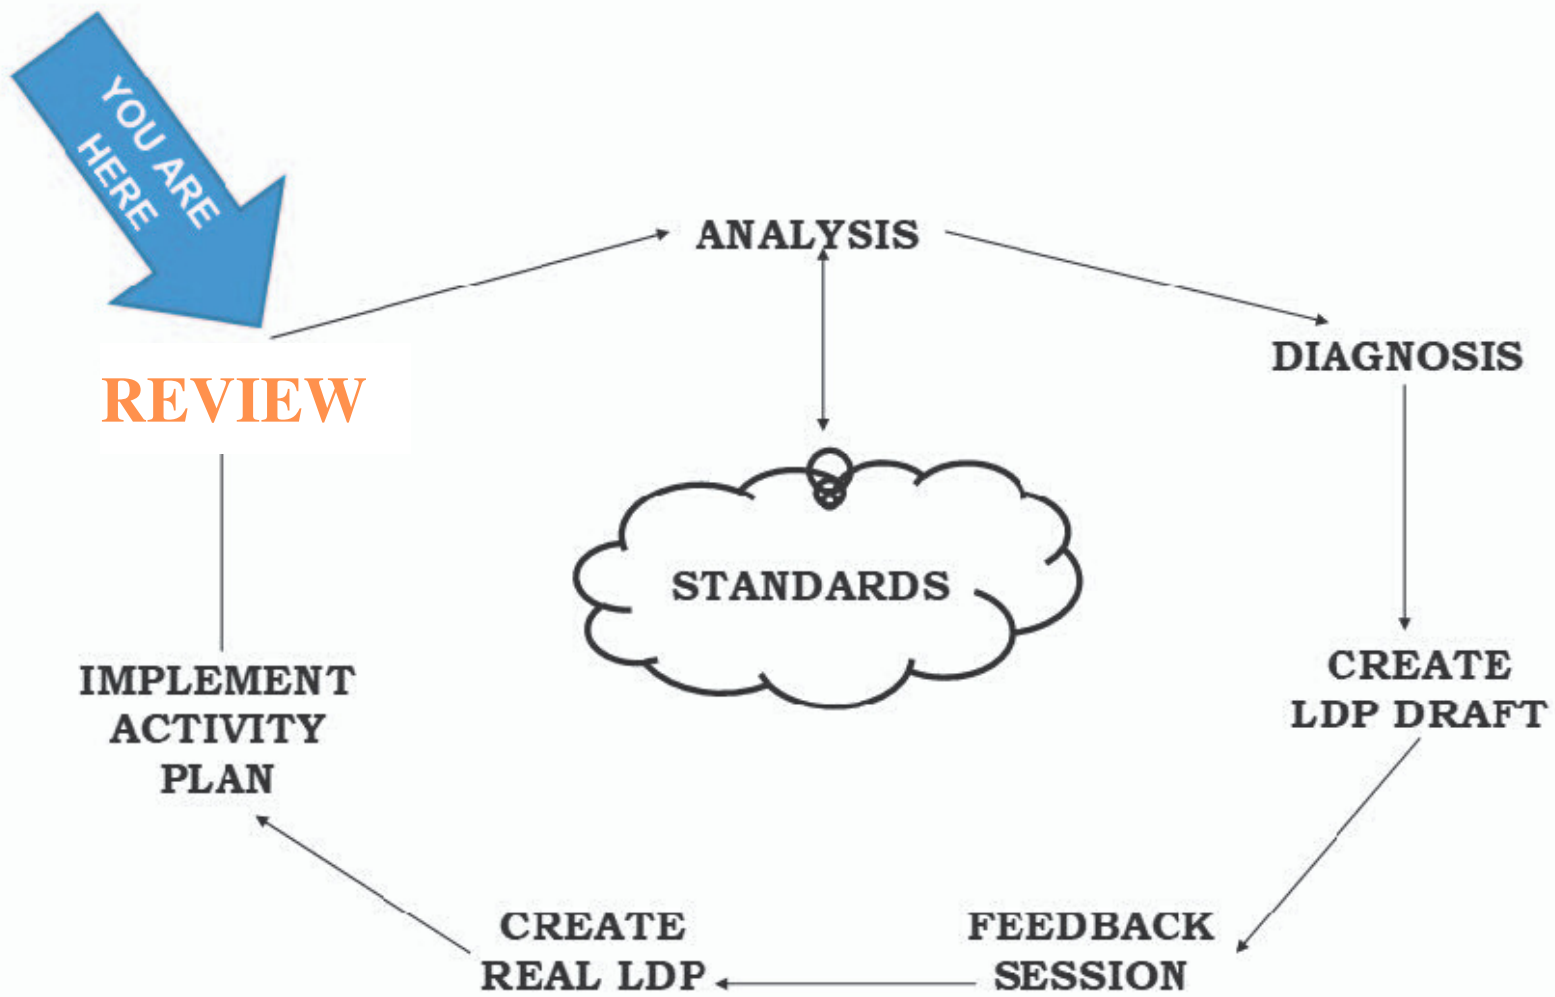 YOU ARE
HERE
ANALYSIS
DIAGNOSIS
REVIEW
STANDARDS
CREATE
LDP DRAFT
IMPLEMENT
ACTIVITY
PLAN
FEEDBACK
SESSION
CREATE
REAL LDP